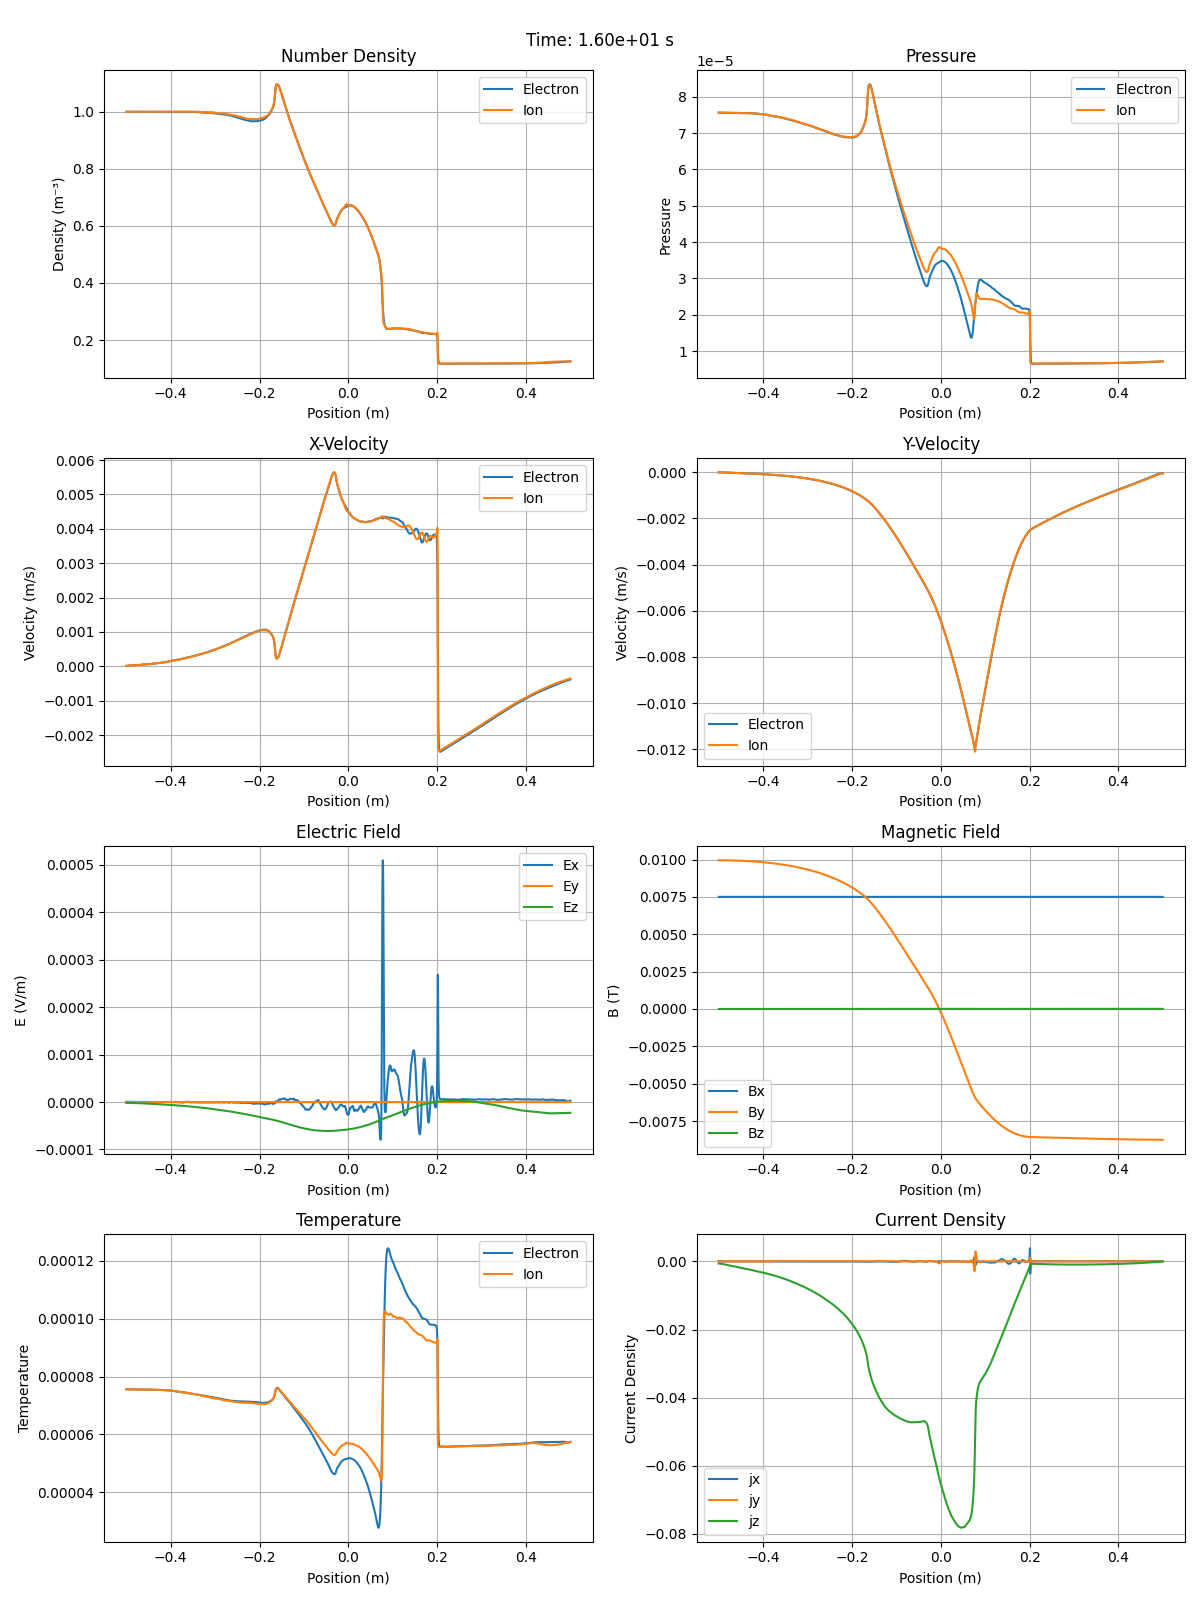 Time: 1.60e+01 s
Number Density
Density (m⁻³)
1.0
0.8
0.6
0.4
0.2
Electron
Ion
−0.4 −0.2 0.0 0.2 0.4
Position (m)
Pressure
1e−5
Pressure
8
7
6
5
4
3
2
1
Electron
Ion
−0.4 −0.2 0.0 0.2 0.4
Position (m)
X-Velocity
Velocity (m/s)
0.006
0.005
0.004
0.003
0.002
0.001
0.000
−0.001
−0.002
Electron
Ion
−0.4 −0.2 0.0 0.2 0.4
Position (m)
Y-Velocity
Velocity (m/s)
0.000
−0.002
−0.004
−0.006
−0.008
−0.010
−0.012
Electron
Ion
−0.4 −0.2 0.0 0.2 0.4
Position (m)
Electric Field
E (V/m)
0.0005
0.0004
0.0003
0.0002
0.0001
0.0000
−0.0001
Ex
Ey
Ez
−0.4 −0.2 0.0 0.2 0.4
Position (m)
Magnetic Field
B (T)
0.0100
0.0075
0.0050
0.0025
0.0000
−0.0025
−0.0050
−0.0075
Bx
By
Bz
−0.4 −0.2 0.0 0.2 0.4
Position (m)
Temperature
Temperature
0.00012
0.00010
0.00008
0.00006
0.00004
Electron
Ion
−0.4 −0.2 0.0 0.2 0.4
Position (m)
Current Density
Current Density
0.00
−0.02
−0.04
−0.06
−0.08
jx
jy
jz
−0.4 −0.2 0.0 0.2 0.4
Position (m)